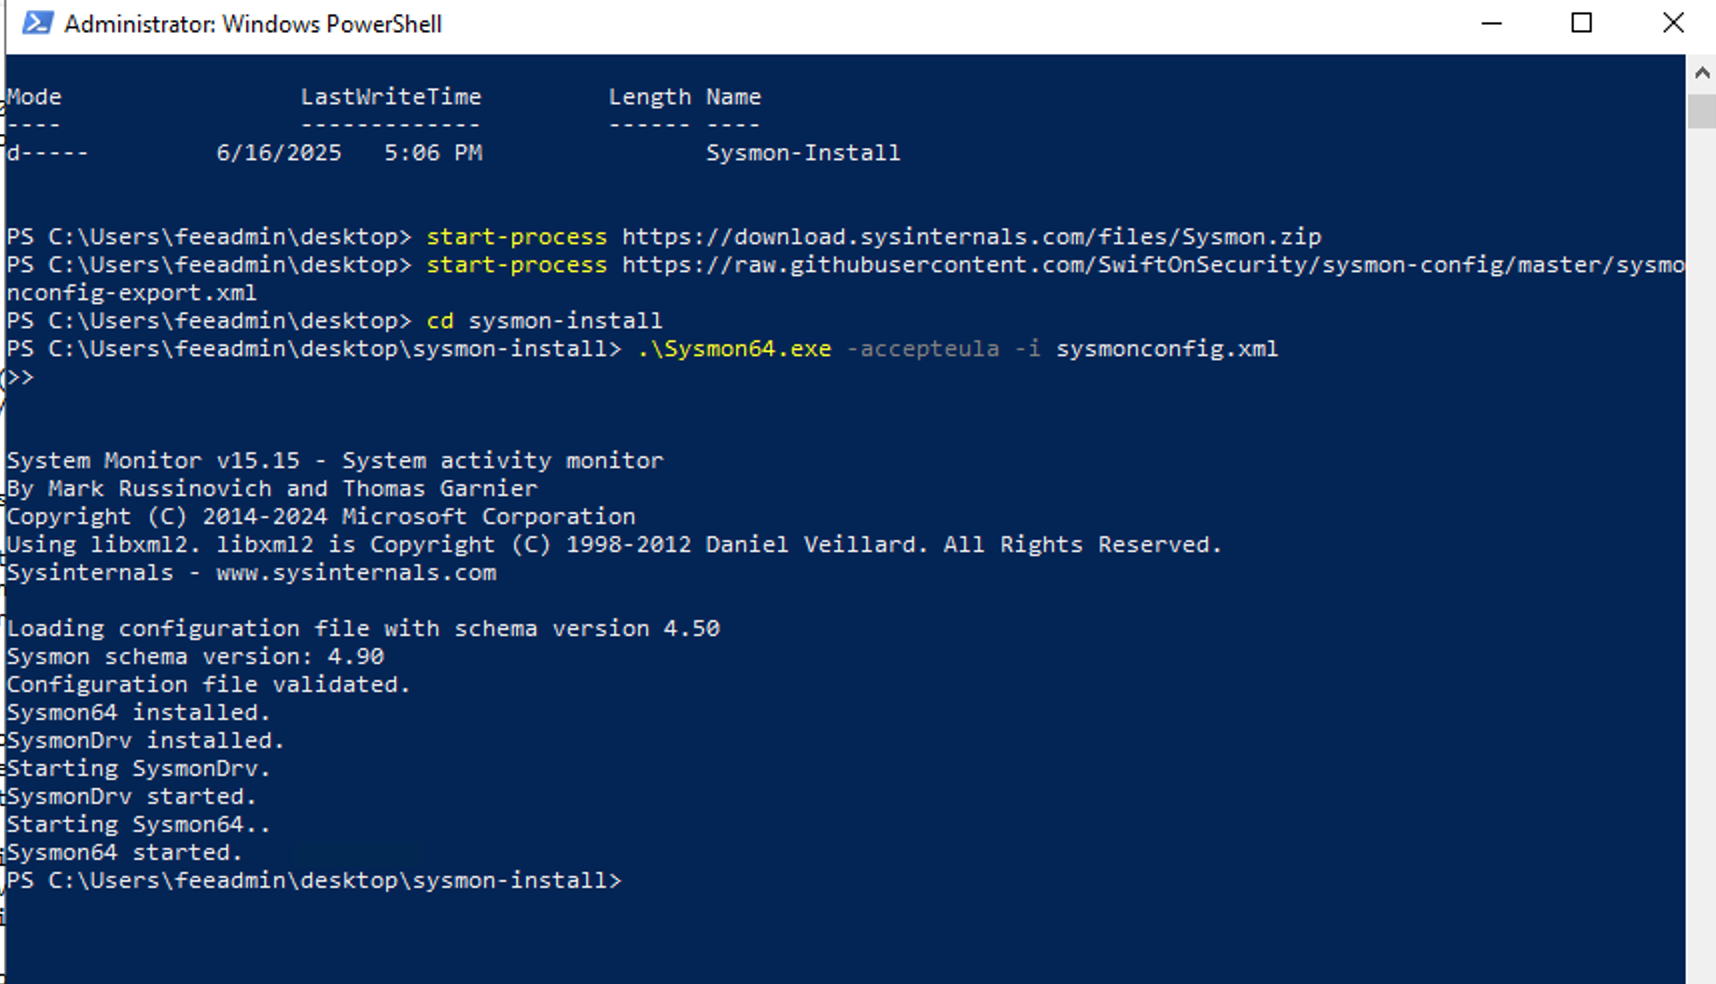 Administrator: Windows PowerShell
Mode                 LastWriteTime         Length Name
----                 -------------         ------ ----
d-----         6/16/2025   5:06 PM                Sysmon-Install
PS C:\Users\feeadmin\desktop> start-process https://download.sysinternals.com/files/Sysmon.zip
PS C:\Users\feeadmin\desktop> start-process https://raw.githubusercontent.com/SwiftOnSecurity/sysmon-config/master/sysmo
nconfig-export.xml
PS C:\Users\feeadmin\desktop> cd sysmon-install
PS C:\Users\feeadmin\desktop\sysmon-install> .\Sysmon64.exe -accepteula -i sysmonconfig.xml
>>
System Monitor v15.15 - System activity monitor
By Mark Russinovich and Thomas Garnier
Copyright (C) 2014-2024 Microsoft Corporation
Using libxml2. libxml2 is Copyright (C) 1998-2012 Daniel Veillard. All Rights Reserved.
Sysinternals - www.sysinternals.com
Loading configuration file with schema version 4.50
Sysmon schema version: 4.90
Configuration file validated.
Sysmon64 installed.
SysmonDrv installed.
Starting SysmonDrv.
SysmonDrv started.
Starting Sysmon64..
Sysmon64 started.
PS C:\Users\feeadmin\desktop\sysmon-install>